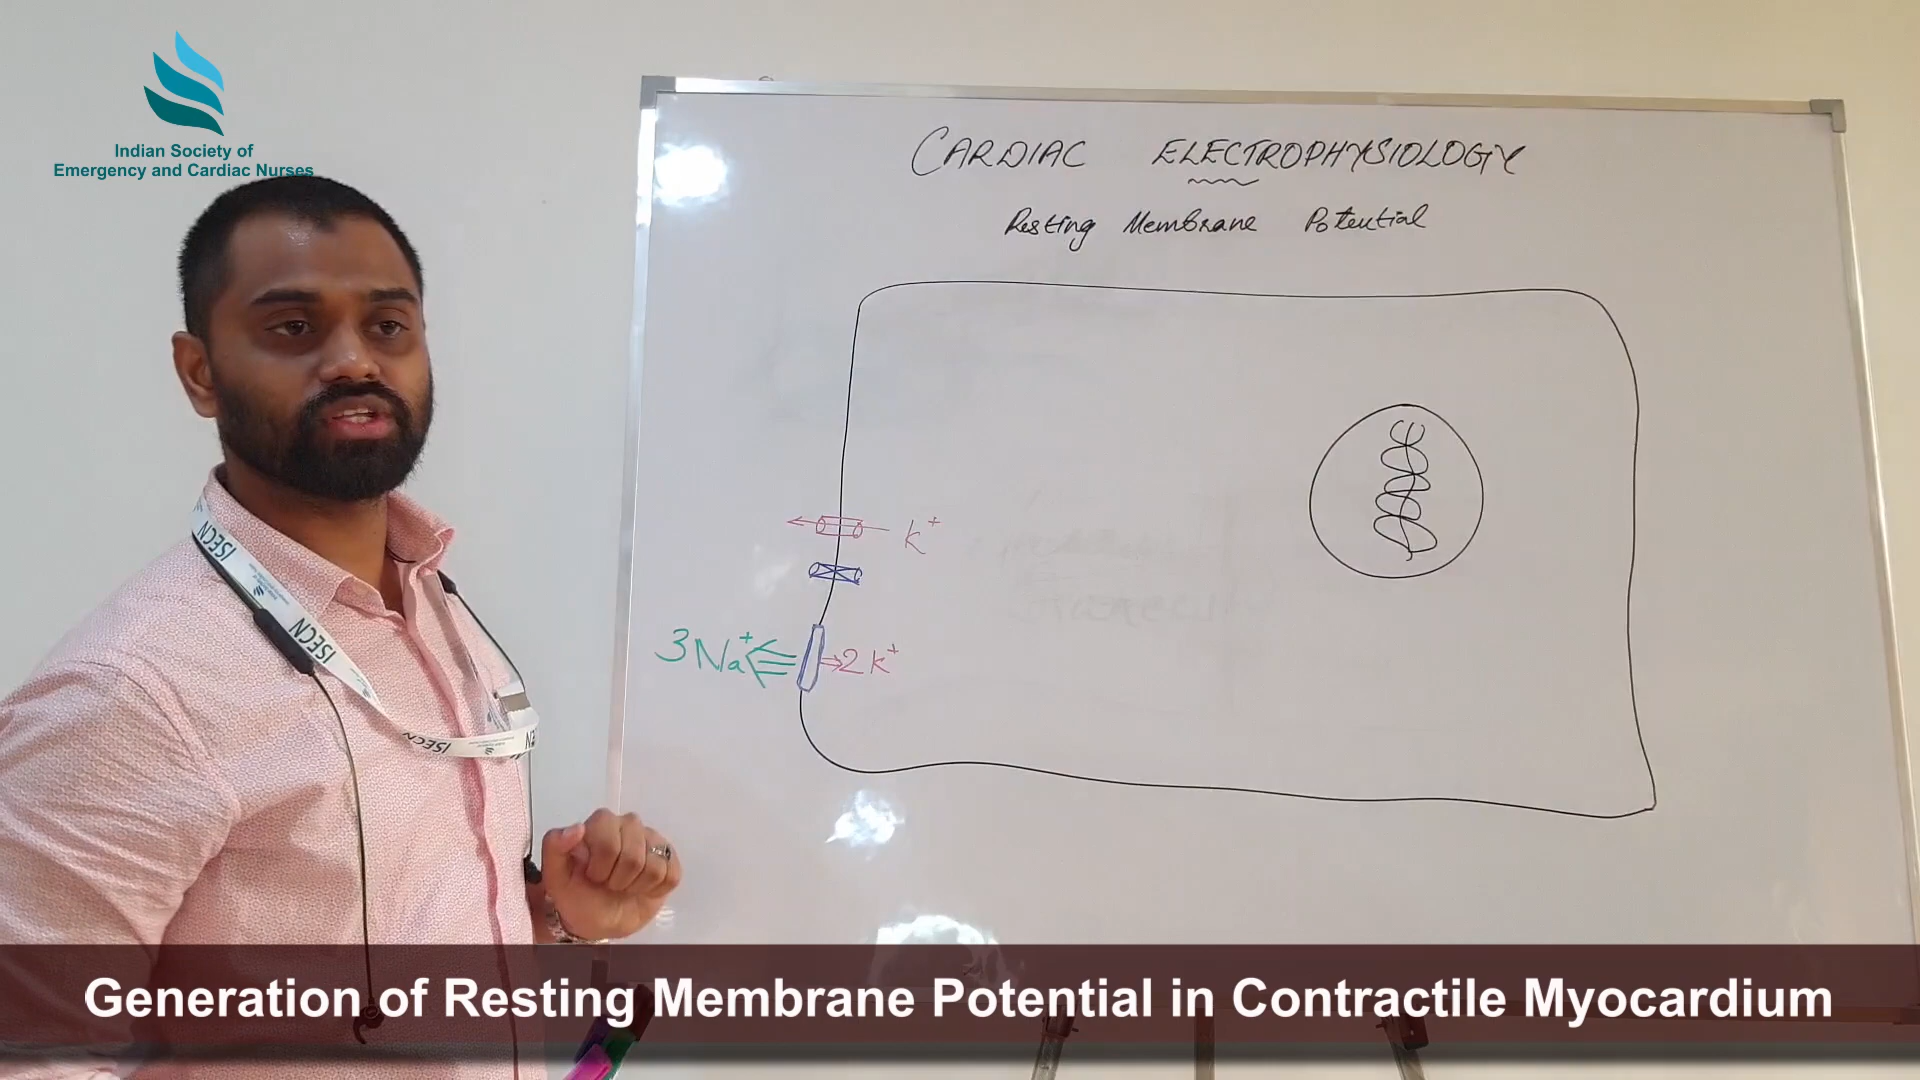 Indian Society of
Emergency and Cardiac Nurses
CARDIAC ELECTROPHYSIOLOGY
Resting Membrane Potential
k+
3Na+ 2k+
ISECN
ISECN
ISECN
Generation of Resting Membrane Potential in Contractile Myocardium